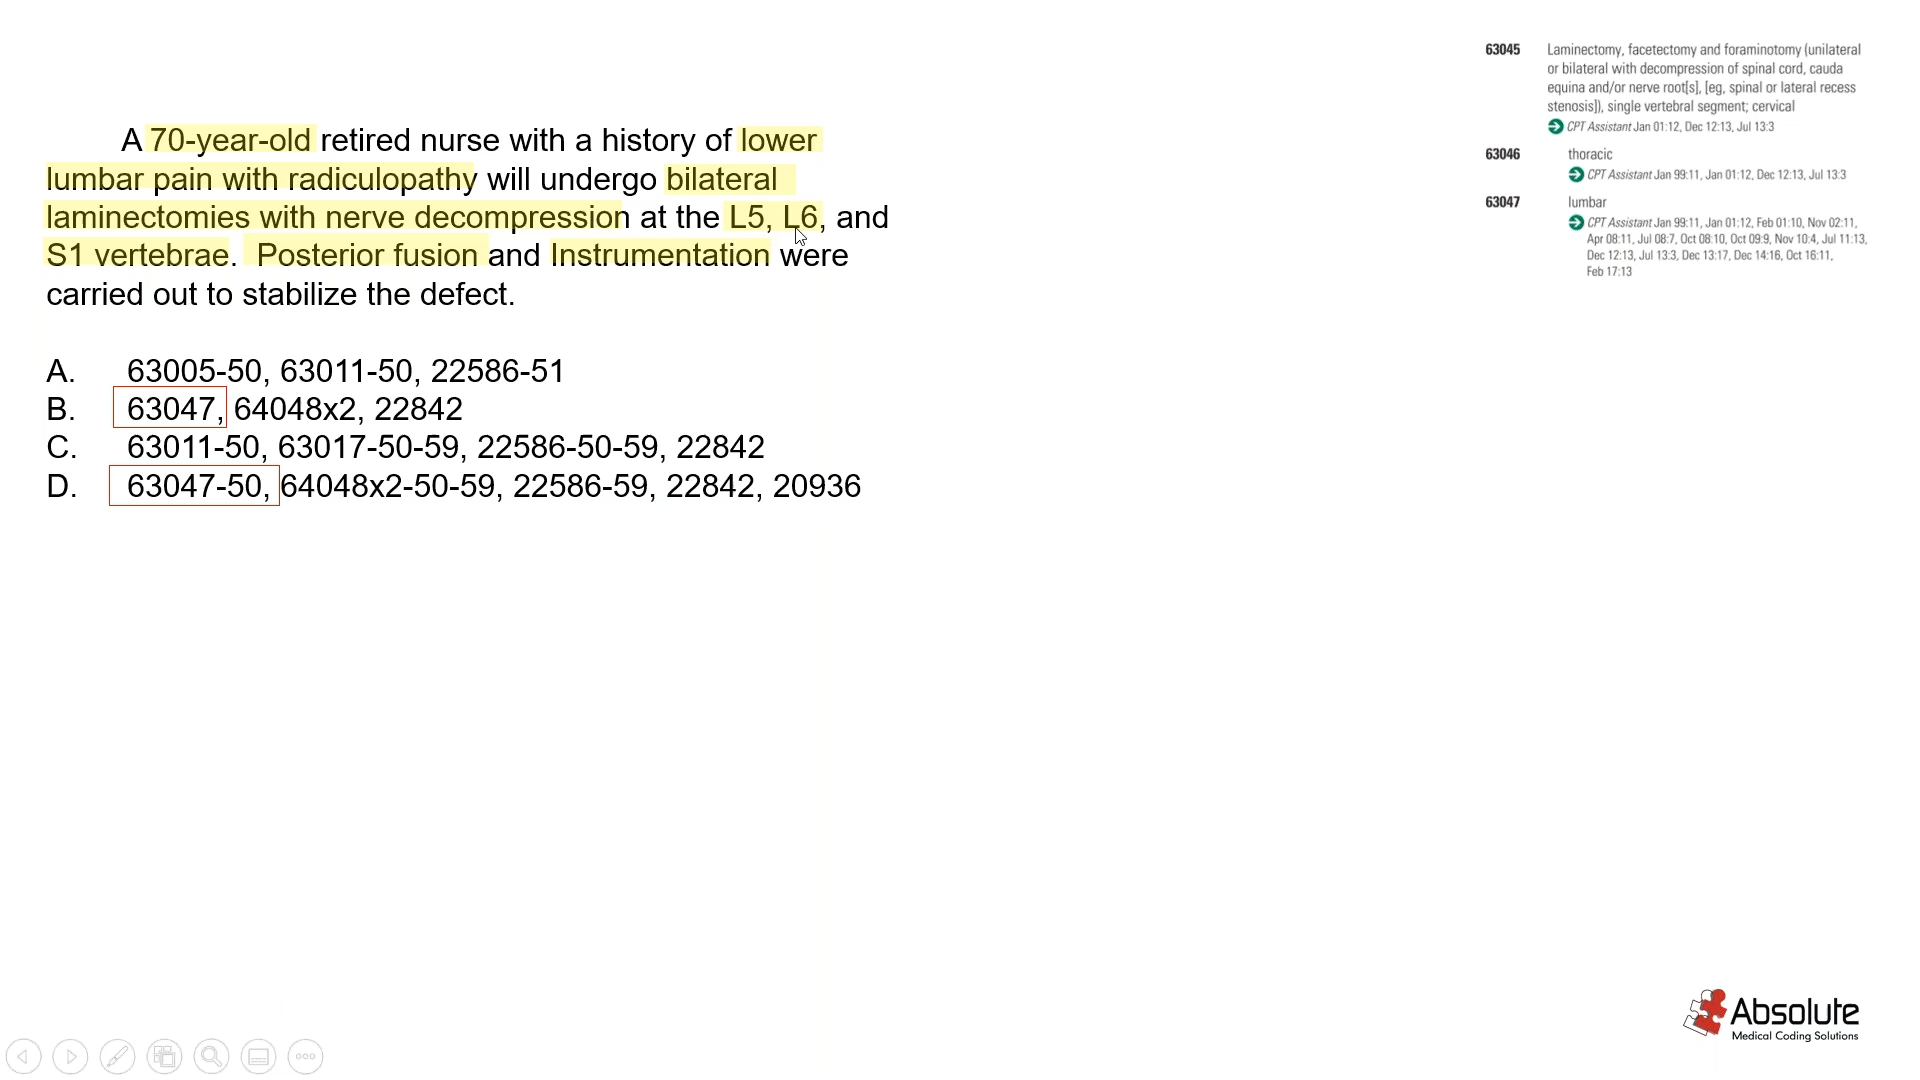 63045 Laminectomy, facetectomy and foraminotomy (unilateral
or bilateral with decompression of spinal cord, cauda
equina and/or nerve root[s], [eg, spinal or lateral recess
stenosis]), single vertebral segment; cervical
CPT Assistant Jan 01:12, Dec 12:13, Jul 13:3
63046 thoracic
CPT Assistant Jan 99:11, Jan 01:12, Dec 12:13, Jul 13:3
63047 lumbar
CPT Assistant Jan 99:11, Jan 01:12, Feb 01:10, Nov 02:11,
Apr 08:11, Jul 08:7, Oct 08:10, Oct 09:9, Nov 10:4, Jul 11:13,
Dec 12:13, Jul 13:3, Dec 13:17, Dec 14:16, Oct 16:11,
Feb 17:13
A 70-year-old retired nurse with a history of lower
lumbar pain with radiculopathy will undergo bilateral
laminectomies with nerve decompression at the L5, L6, and
S1 vertebrae. Posterior fusion and Instrumentation were
carried out to stabilize the defect.
A. 63005-50, 63011-50, 22586-51
B. 63047, 64048x2, 22842
C. 63011-50, 63017-50-59, 22586-50-59, 22842
D. 63047-50, 64048x2-50-59, 22586-59, 22842, 20936
Absolute
Medical Coding Solutions